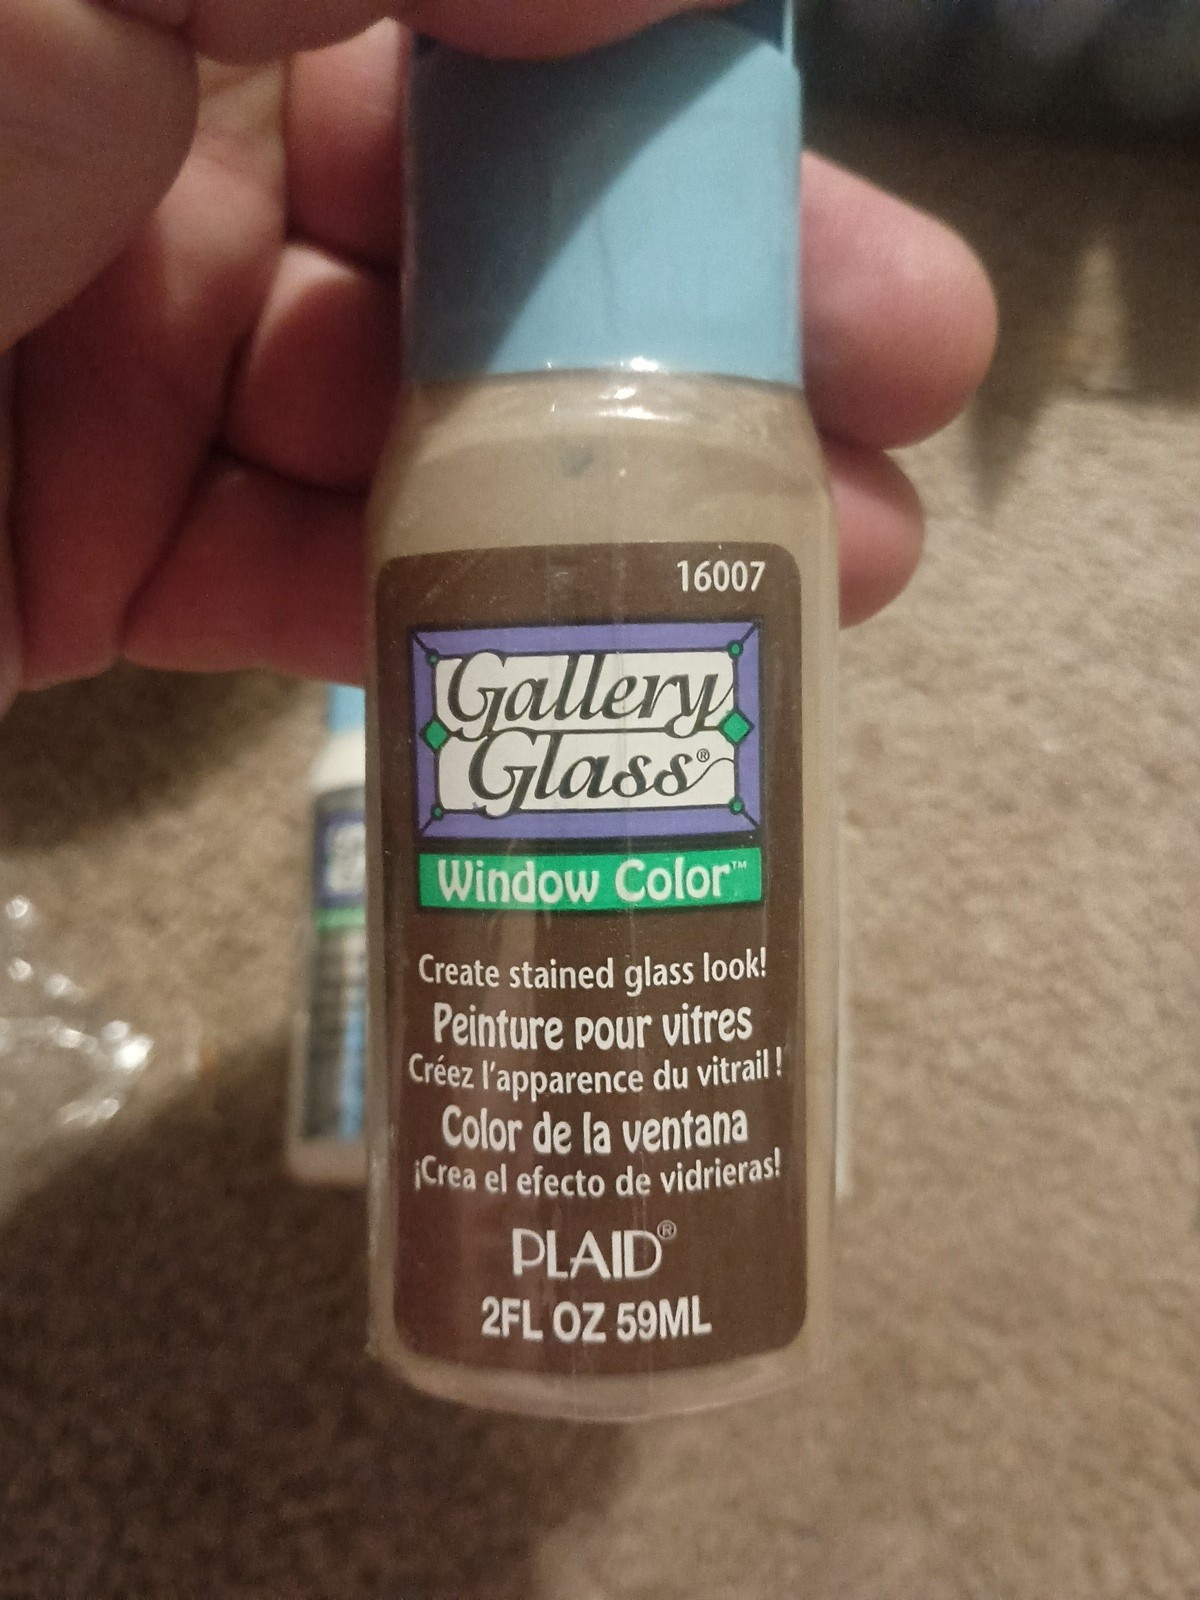 16007
Gallery
Glass®
Window Color™
Create stained glass look!
Peinture pour vitres
Créez l'apparence du vitrail !
Color de la ventana
¡Crea el efecto de vidrieras!
PLAID®
2FL OZ 59ML